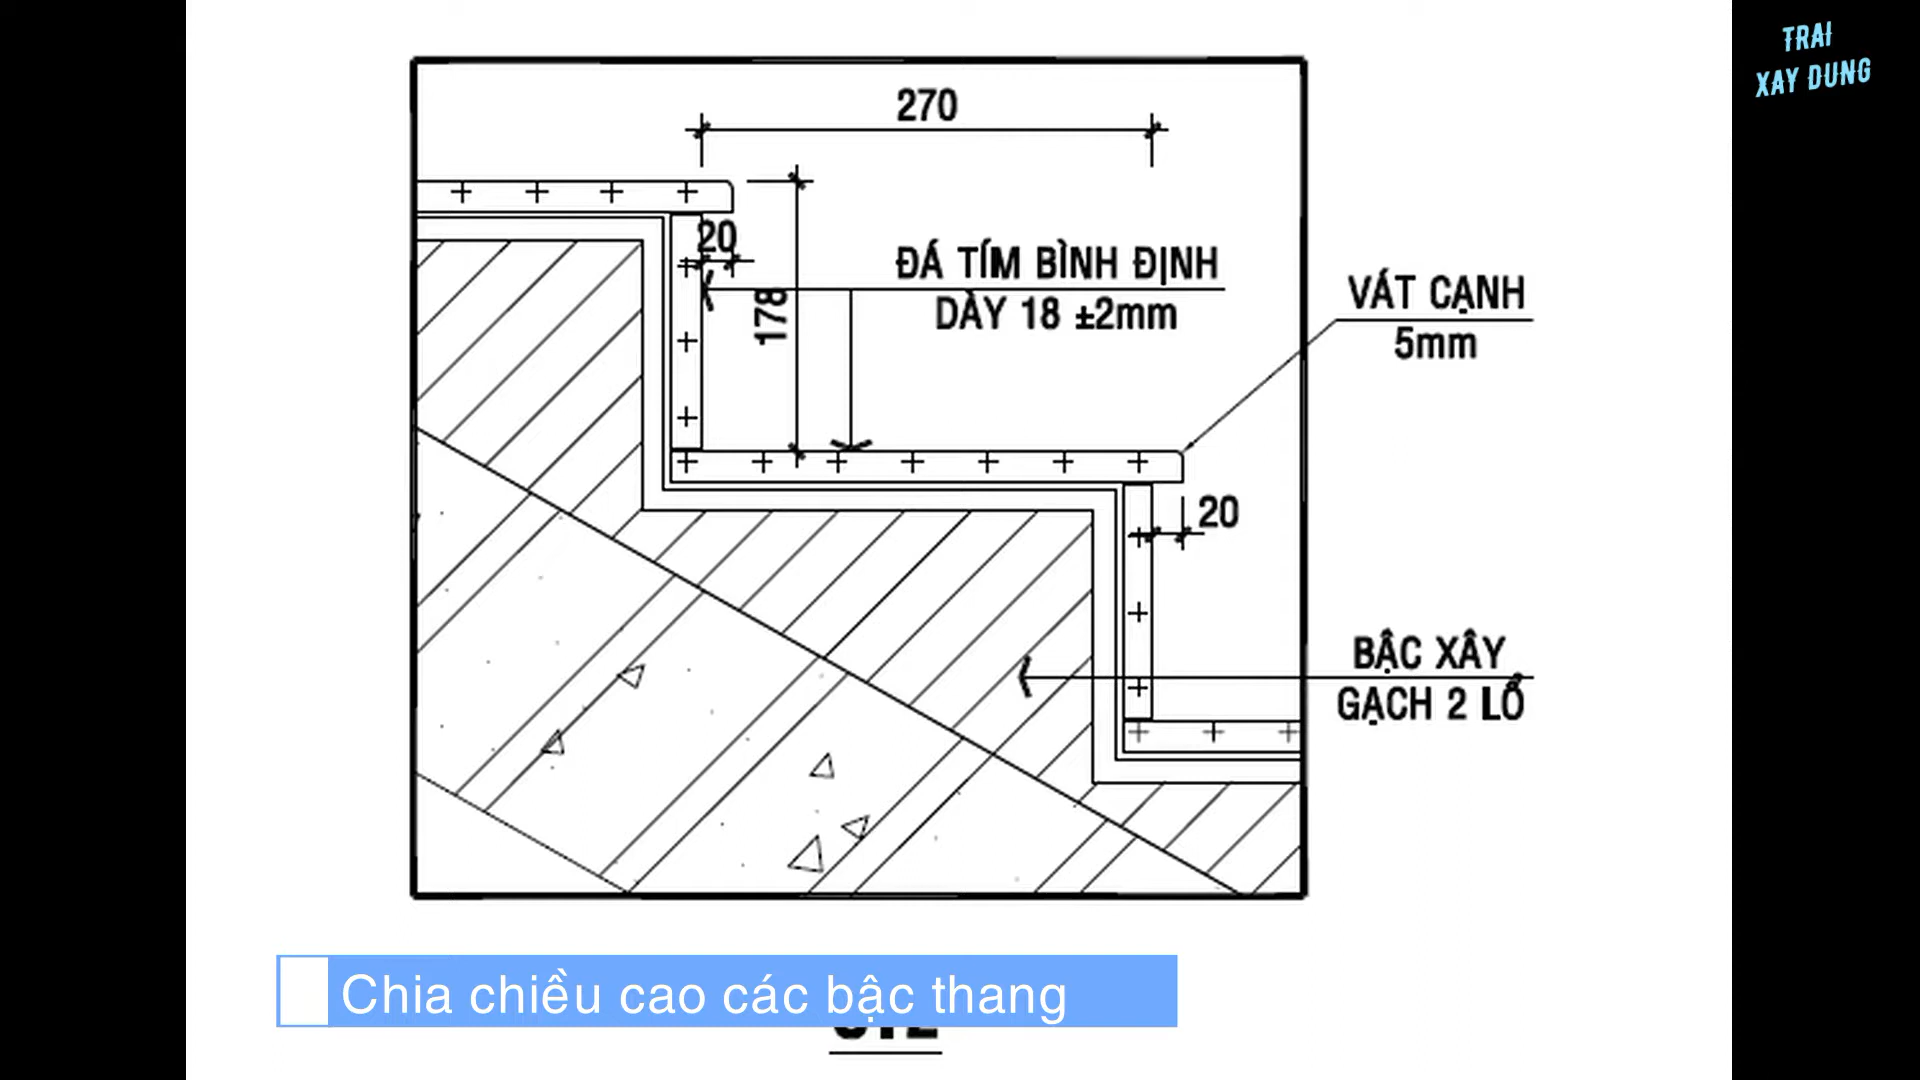 TRAI
XAY DUNG
270
20
178
ĐÁ TÍM BÌNH ĐỊNH
DÀY 18 ±2mm
VÁT CẠNH
5mm
20
BẬC XÂY
GẠCH 2 LỖ
Chia chiều cao các bậc thang